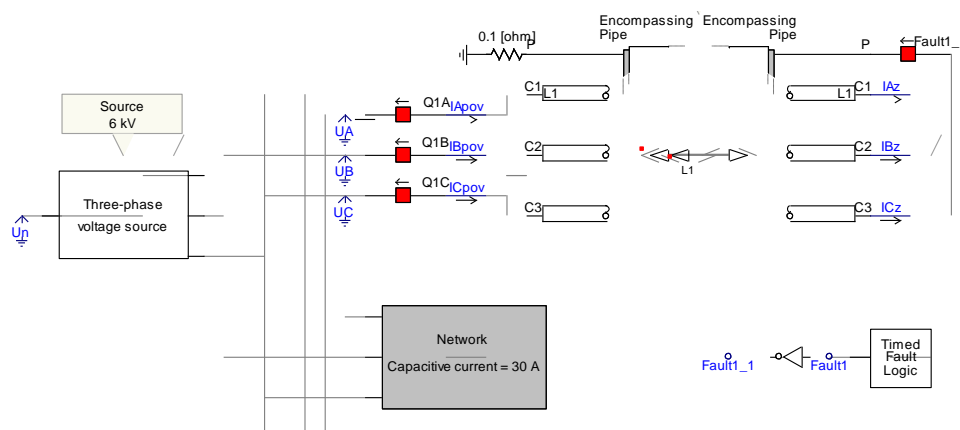 Encompassing
Pipe
Encompassing
Pipe
0.1 [ohm]
P
P
Fault1_
C1
L1
L1
C1
IAz
Source
6 kV
Q1A
IApov
UA
Q1B
IBpov
UB
C2
L1
C2
IBz
Q1C
ICpov
UC
C3
C3
ICz
Three-phase
voltage source
Un
Network
Capacitive current = 30 A
Timed
Fault
Logic
Fault1_1
Fault1